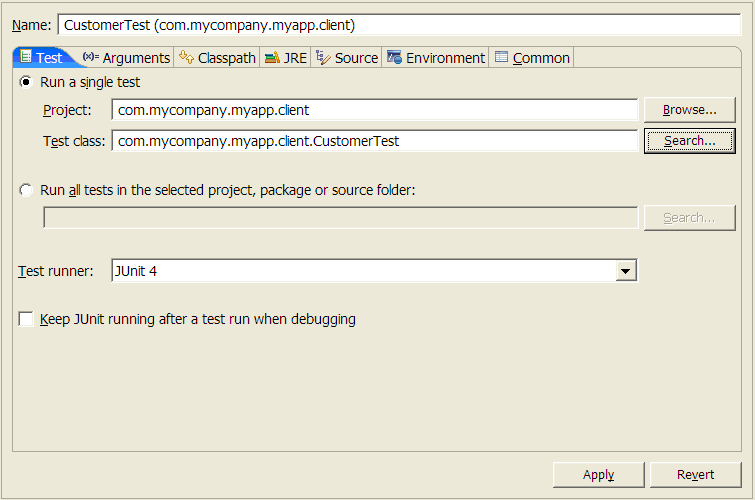 Name: CustomerTest (com.mycompany.myapp.client)
Test (x)= Arguments Classpath JRE Source Environment Common
Run a single test
Project: com.mycompany.myapp.client Browse...
Test class: com.mycompany.myapp.client.CustomerTest Search...
Run all tests in the selected project, package or source folder:
Search...
Test runner: JUnit 4
Keep JUnit running after a test run when debugging
Apply Revert